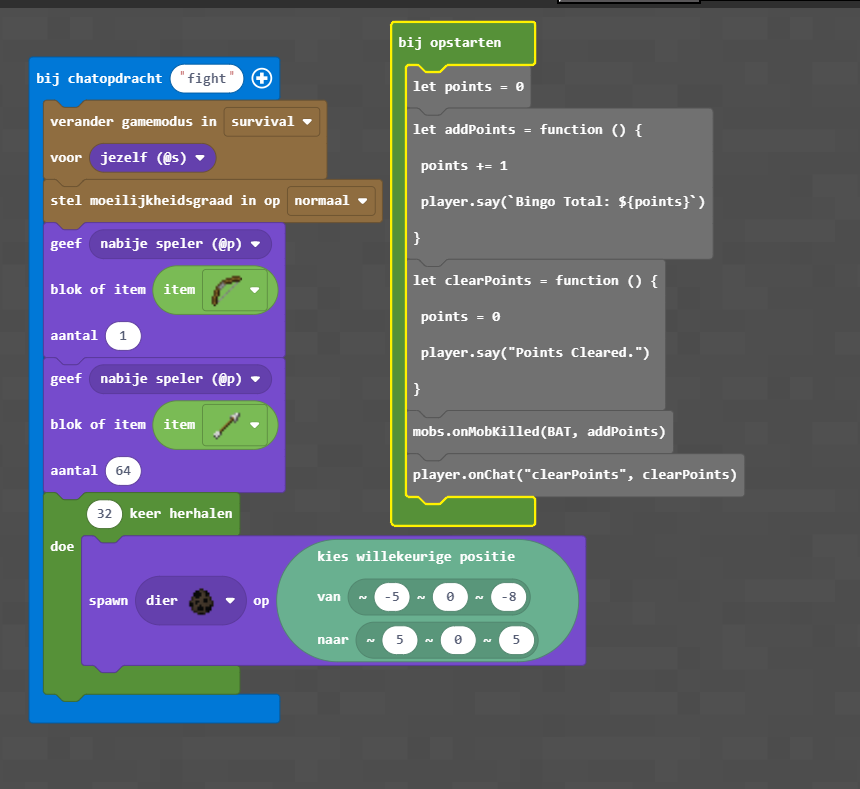 bij chatopdracht "fight"
verander gamemodus in survival
voor jezelf (@s)
stel moeilijkheidsgraad in op normaal
geef nabije speler (@p)
blok of item item
aantal 1
geef nabije speler (@p)
blok of item item
aantal 64
32 keer herhalen
doe
spawn dier op kies willekeurige positie
van ~ -5 ~ 0 ~ -8
naar ~ 5 ~ 0 ~ 5
bij opstarten
let points = 0
let addPoints = function () {
points += 1
player.say(`Bingo Total: ${points}`)
}
let clearPoints = function () {
points = 0
player.say("Points Cleared.")
}
mobs.onMobKilled(BAT, addPoints)
player.onChat("clearPoints", clearPoints)